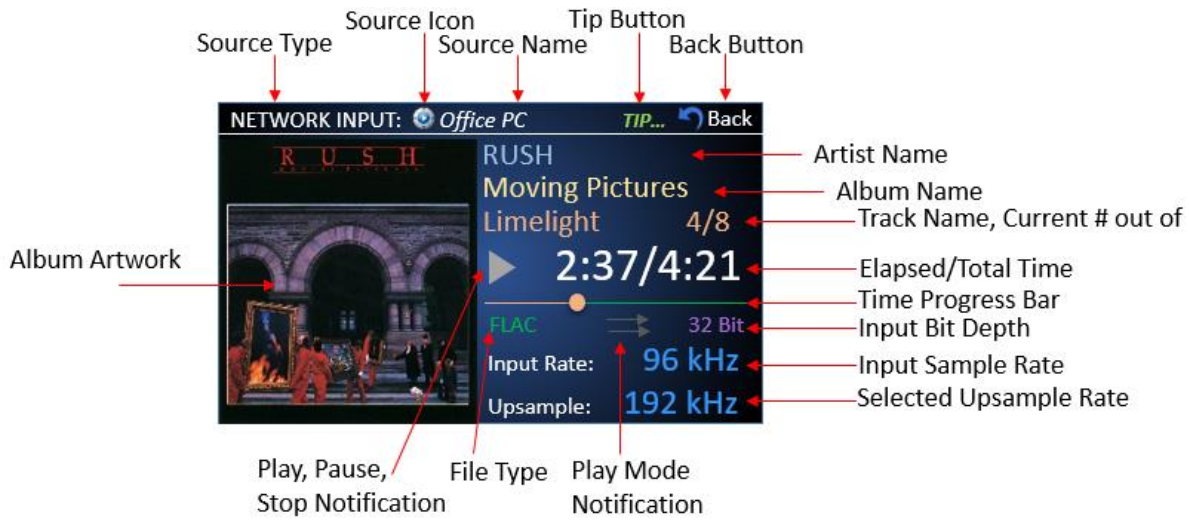 Source Icon
Tip Button
Source Type
Source Name
Back Button
NETWORK INPUT: Office PC TIP... Back
RUSH
RUSH
Artist Name
Moving Pictures
Album Name
Limelight 4/8
Track Name, Current # out of
Album Artwork
2:37/4:21
Elapsed/Total Time
Time Progress Bar
FLAC 32 Bit
Input Bit Depth
Input Rate: 96 kHz
Input Sample Rate
Upsample: 192 kHz
Selected Upsample Rate
Play, Pause,
Stop Notification
File Type
Play Mode
Notification